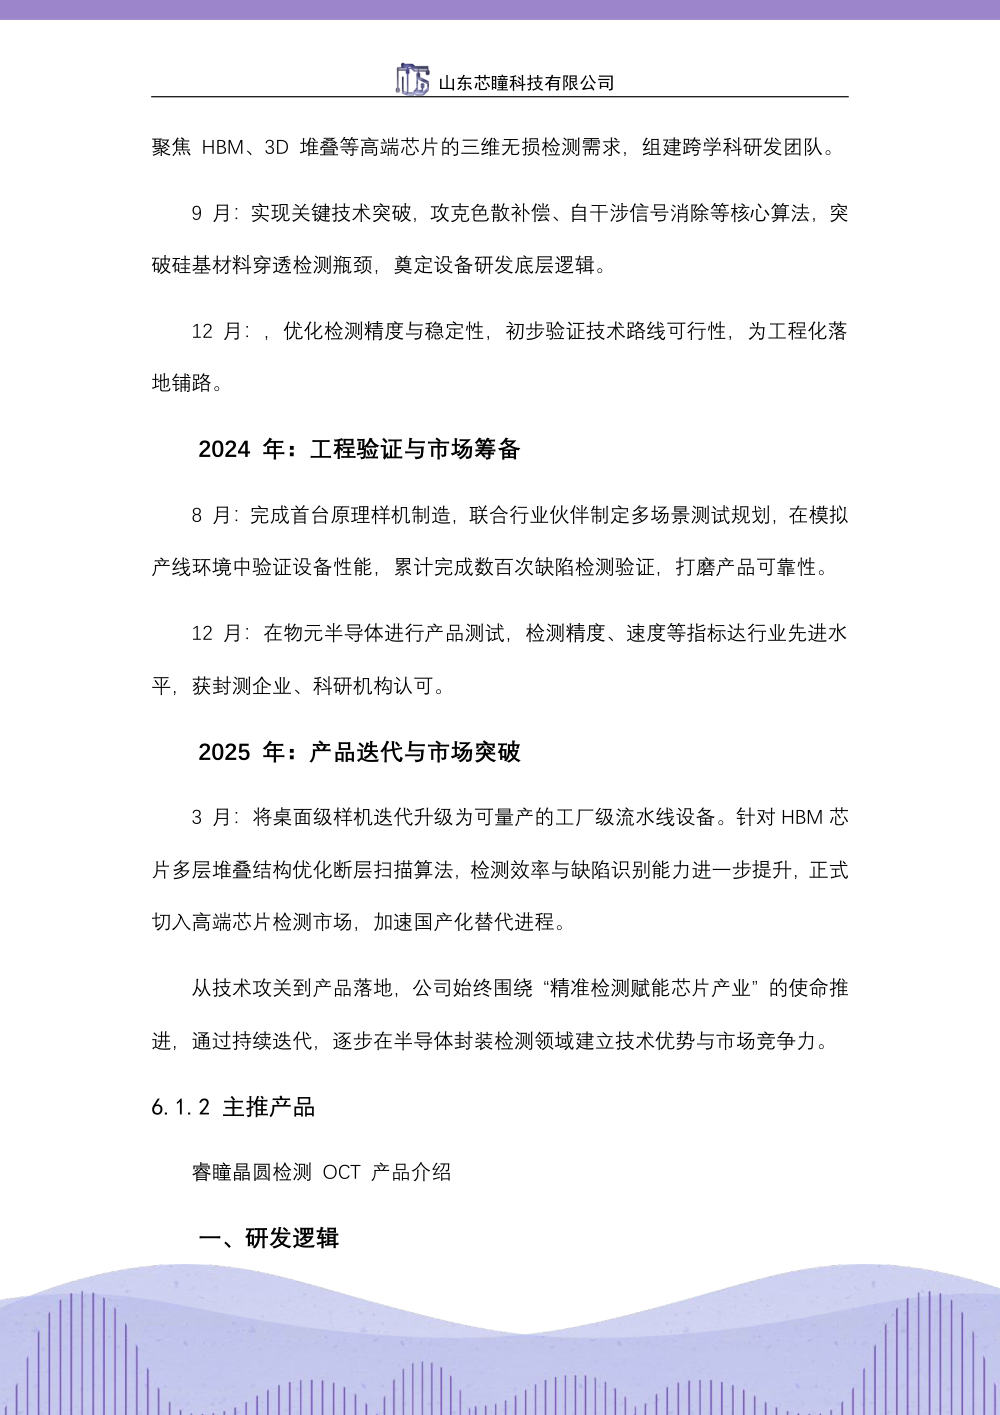 山东芯瞳科技有限公司
聚焦 HBM、3D 堆叠等高端芯片的三维无损检测需求，组建跨学科研发团队。
9 月：实现关键技术突破，攻克色散补偿、自干涉信号消除等核心算法，突
破硅基材料穿透检测瓶颈，奠定设备研发底层逻辑。
12 月：，优化检测精度与稳定性，初步验证技术路线可行性，为工程化落
地铺路。
2024 年：工程验证与市场筹备
8 月：完成首台原理样机制造，联合行业伙伴制定多场景测试规划，在模拟
产线环境中验证设备性能，累计完成数百次缺陷检测验证，打磨产品可靠性。
12 月：在物元半导体进行产品测试，检测精度、速度等指标达行业先进水
平，获封测企业、科研机构认可。
2025 年：产品迭代与市场突破
3 月：将桌面级样机迭代升级为可量产的工厂级流水线设备。针对 HBM 芯
片多层堆叠结构优化断层扫描算法，检测效率与缺陷识别能力进一步提升，正式
切入高端芯片检测市场，加速国产化替代进程。
从技术攻关到产品落地，公司始终围绕 “精准检测赋能芯片产业” 的使命推
进，通过持续迭代，逐步在半导体封装检测领域建立技术优势与市场竞争力。
6.1.2 主推产品
睿瞳晶圆检测 OCT 产品介绍
一、研发逻辑